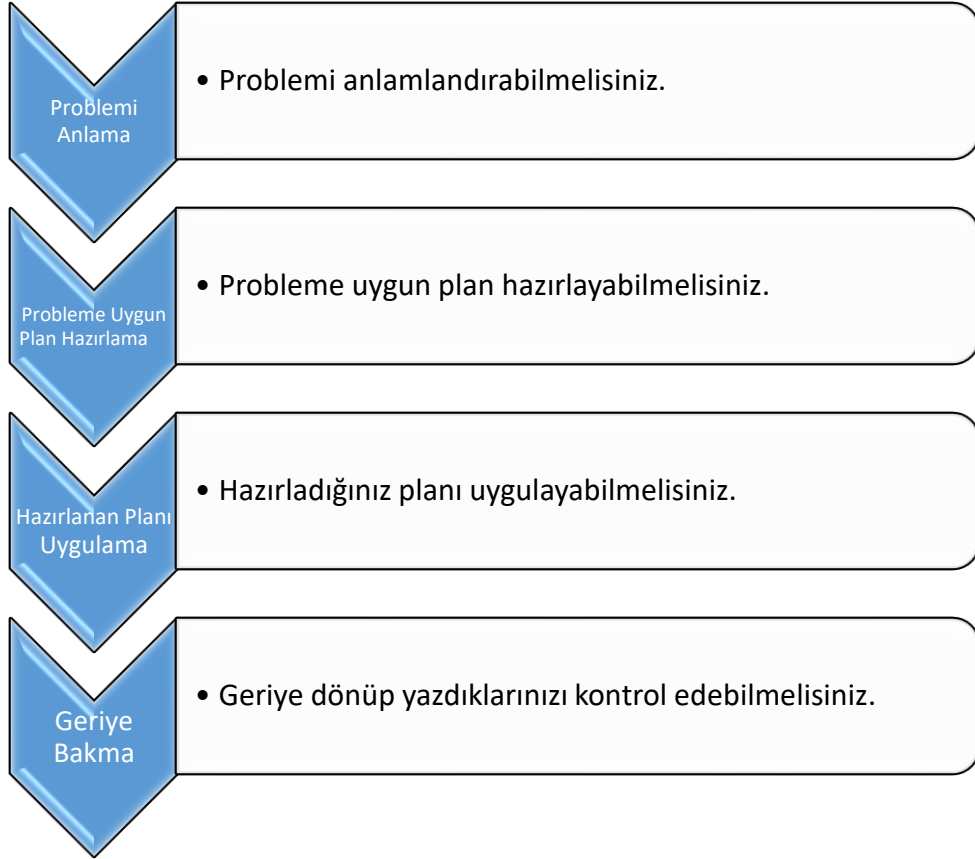 Problemi
Anlama
• Problemi anlamlandırabilmelisiniz.
Probleme Uygun
Plan Hazırlama
• Probleme uygun plan hazırlayabilmelisiniz.
Hazırlanan Planı
Uygulama
• Hazırladığınız planı uygulayabilmelisiniz.
Geriye
Bakma
• Geriye dönüp yazdıklarınızı kontrol edebilmelisiniz.